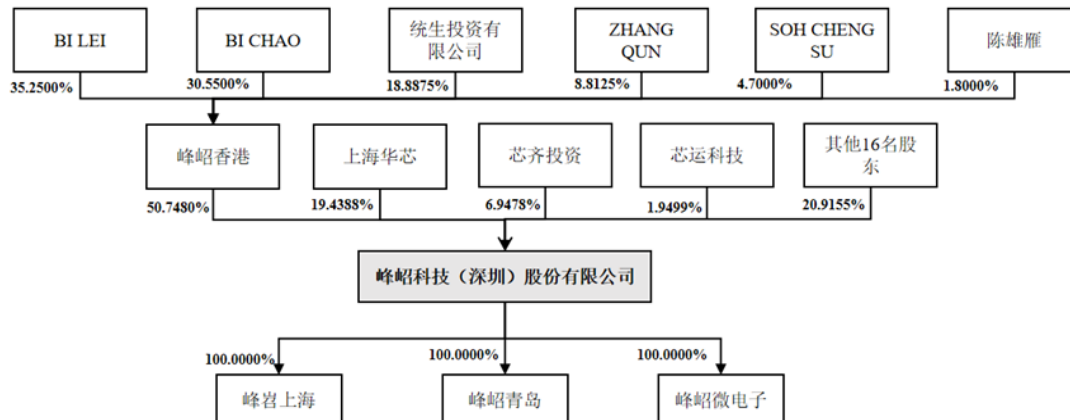 BI LEI
BI CHAO
统生投资有
限公司
ZHANG
QUN
SOH CHENG
SU
陈雄雁
35.2500%
30.5500%
18.8875%
8.8125%
4.7000%
1.8000%
峰岹香港
上海华芯
芯齐投资
芯运科技
其他16名股
东
50.7480%
19.4388%
6.9478%
1.9499%
20.9155%
峰岹科技（深圳）股份有限公司
100.0000%
100.0000%
100.0000%
峰岧上海
峰岹青岛
峰岹微电子